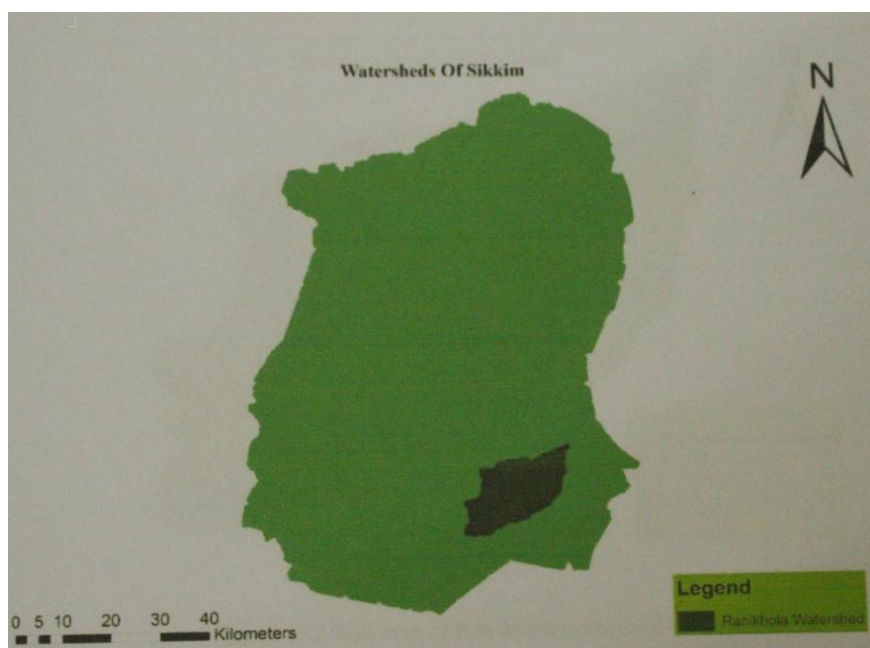 Watersheds Of Sikkim
N
0 5 10 20 30 40
Kilometers
Legend
Ranikhola Watershed